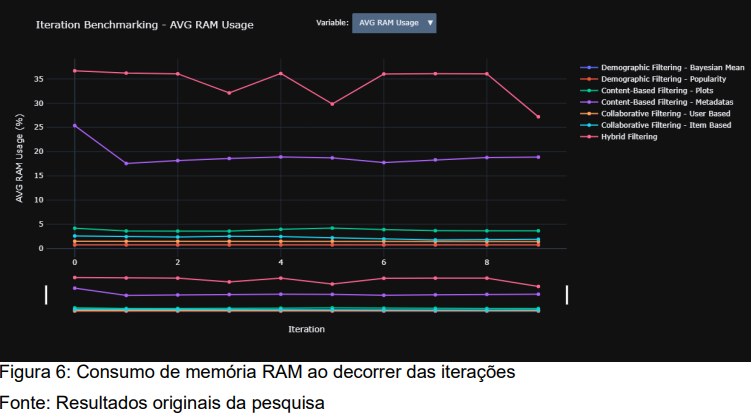 Iteration Benchmarking - AVG RAM Usage
Variable:
AVG RAM Usage ▼
Demographic Filtering - Bayesian Mean
Demographic Filtering - Popularity
Content-Based Filtering - Plots
Content-Based Filtering - Metadatas
Collaborative Filtering - User Based
Collaborative Filtering - Item Based
Hybrid Filtering
AVG RAM Usage (%)
35
30
25
20
15
10
5
0
0 2 4 6 8
Iteration
Figura 6: Consumo de memória RAM ao decorrer das iterações
Fonte: Resultados originais da pesquisa